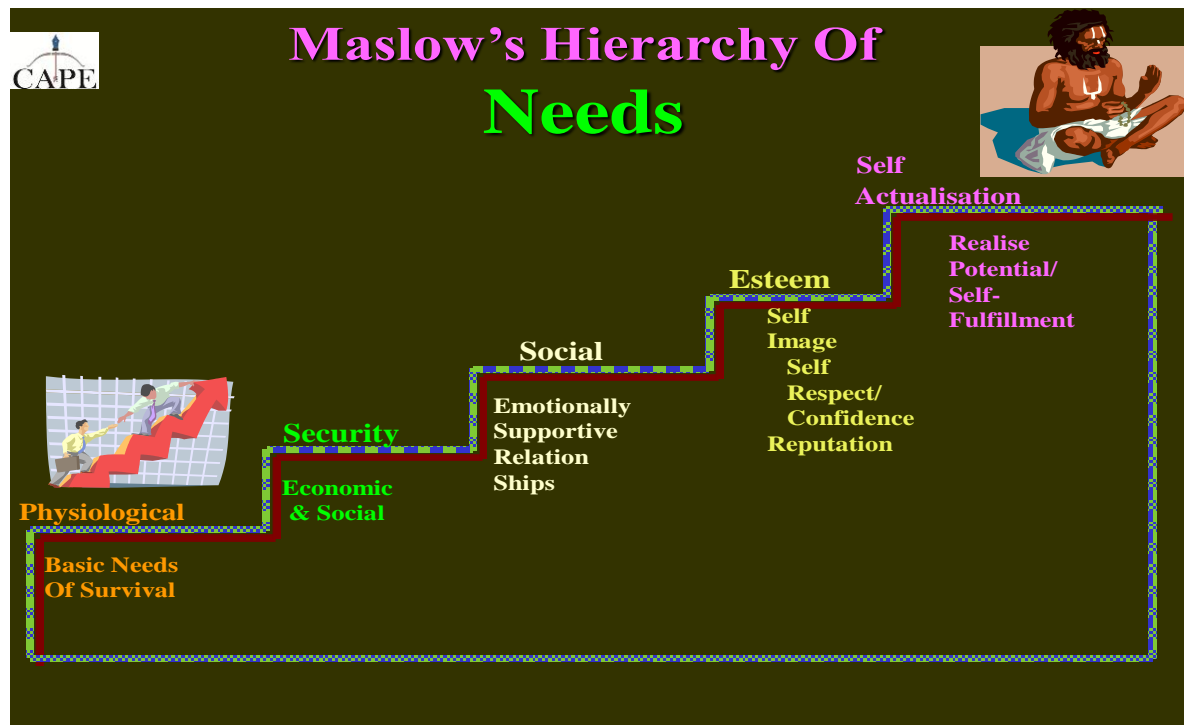 CAPE
Maslow's Hierarchy Of
Needs
Self
Actualisation
Realise
Potential/
Self-
Fulfillment
Esteem
Self
Image
Self
Respect/
Confidence
Reputation
Social
Emotionally
Supportive
Relation
Ships
Security
Economic
& Social
Physiological
Basic Needs
Of Survival